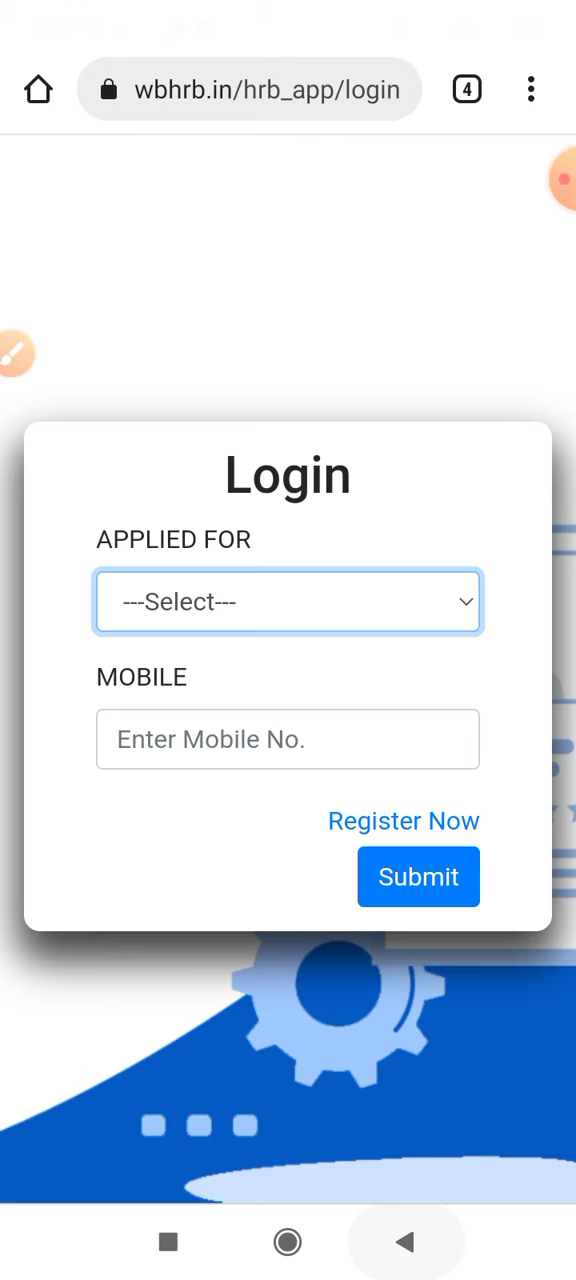 wbhrb.in/hrb_app/login
4
Login
APPLIED FOR
---Select---
MOBILE
Enter Mobile No.
Register Now
Submit